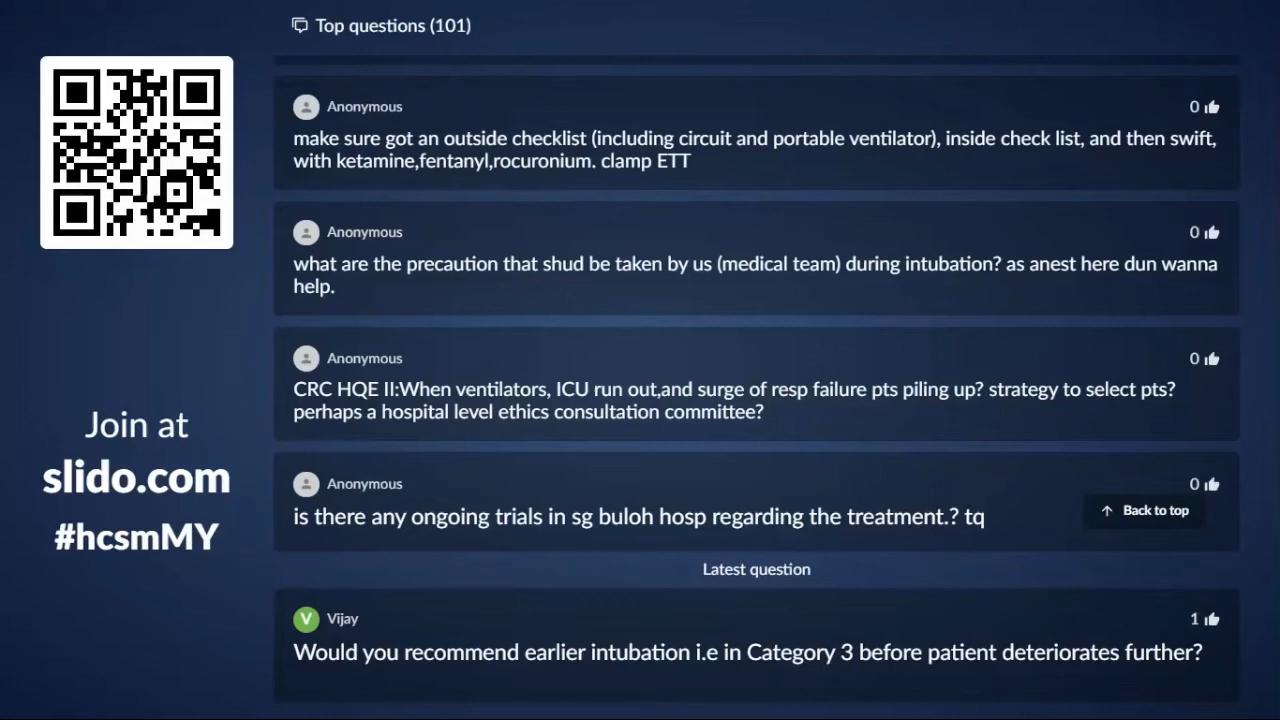 Top questions (101)
Anonymous
0
make sure got an outside checklist (including circuit and portable ventilator), inside check list, and then swift,
with ketamine,fentanyl,rocuronium. clamp ETT
Anonymous
0
what are the precaution that shud be taken by us (medical team) during intubation? as anest here dun wanna
help.
Anonymous
0
CRC HQE II:When ventilators, ICU run out,and surge of resp failure pts piling up? strategy to select pts?
perhaps a hospital level ethics consultation committee?
Anonymous
0
is there any ongoing trials in sg buloh hosp regarding the treatment.? tq
Back to top
Latest question
V
Vijay
1
Would you recommend earlier intubation i.e in Category 3 before patient deteriorates further?
Join at
slido.com
#hcsmMY